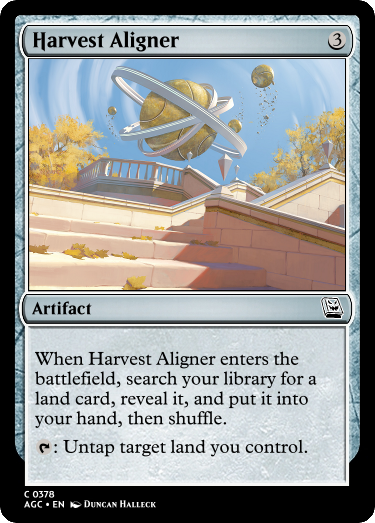 Harvest Aligner 3
Artifact
When Harvest Aligner enters the
battlefield, search your library for a
land card, reveal it, and put it into
your hand, then shuffle.
: Untap target land you control.
C 0378
AGC • EN Duncan Halleck